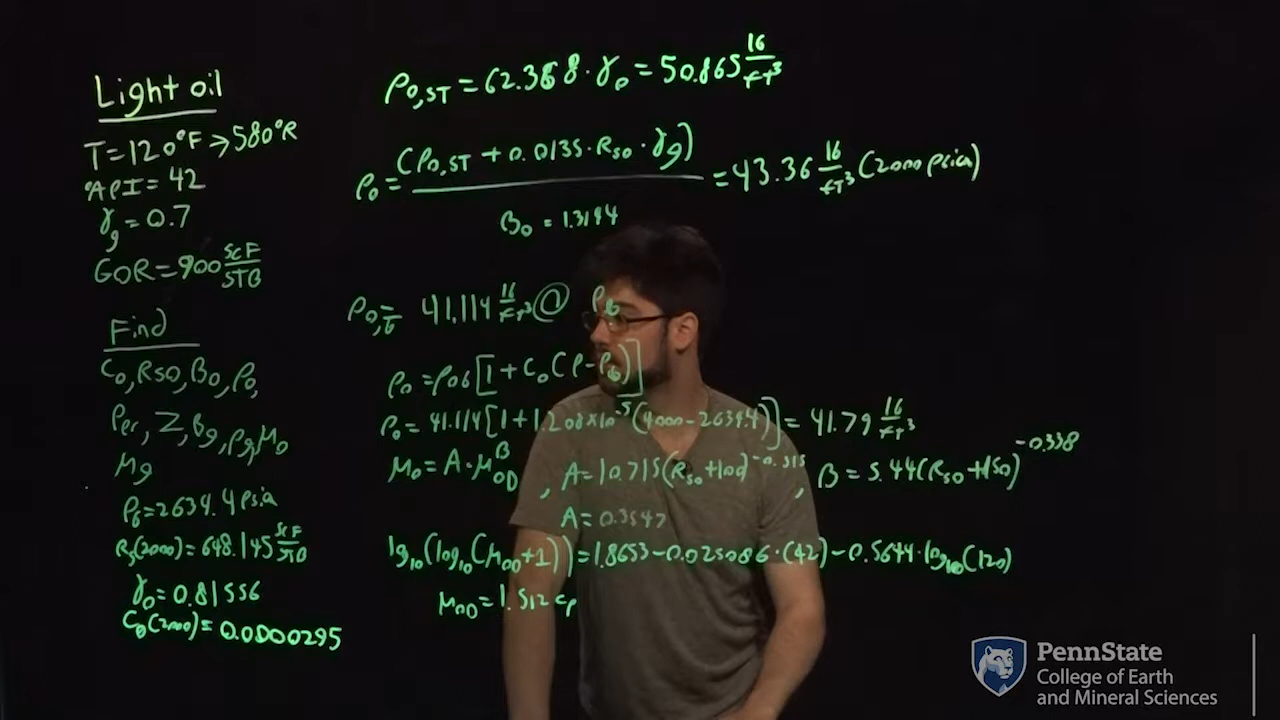 Light oil
T=120°F→580°R
°API=42
γg=0.7
GOR=900 SCF/STB
Find
Co, Rso, Bo, ρo,
Ppr, Z, Bg, ρg, μo
μg
Pb=2634.4 Psia
Rs(2000)=648.145 SCF/STB
γo=0.81556
Co(2000)=0.0000295
ρo,ST=62.368·γo=50.865 lb/FT³
ρo=(ρo,ST+0.0135·Rso·γg)/Bo=1.3194 =43.36 lb/FT³(2000 psia)
ρo,b=41.114 lb/FT³@Pb
ρo=ρob[1+Co(P-Pb)]
ρo=41.114[1+1.208×10⁻⁵(4000-2634.4)]=41.79 lb/FT³
μo=A·μoD^B, A=10.715(Rso+100)^-0.515, B=5.44(Rso+150)^-0.338
A=0.3547
log10(log10(μoD+1))=1.8653-0.025086·(42)-0.5644·log10(120)
μoD=1.512 cp
PennState
College of Earth
and Mineral Sciences